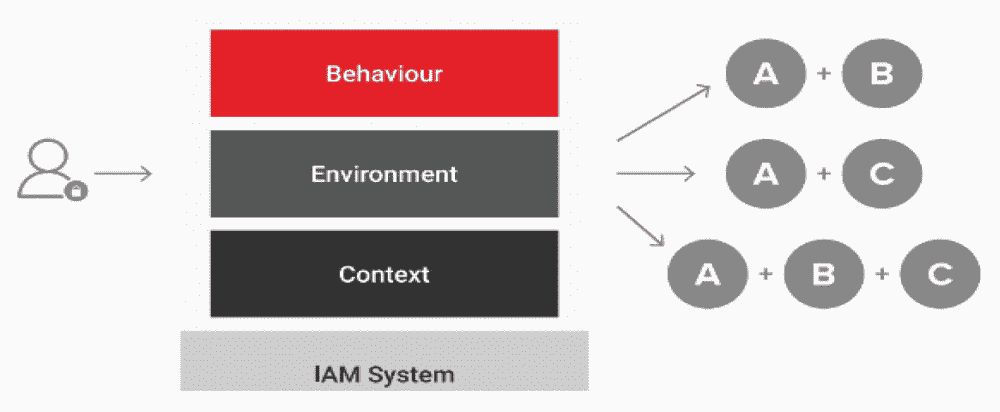 Behaviour
Environment
Context
IAM System
A + B
A + C
A + B + C